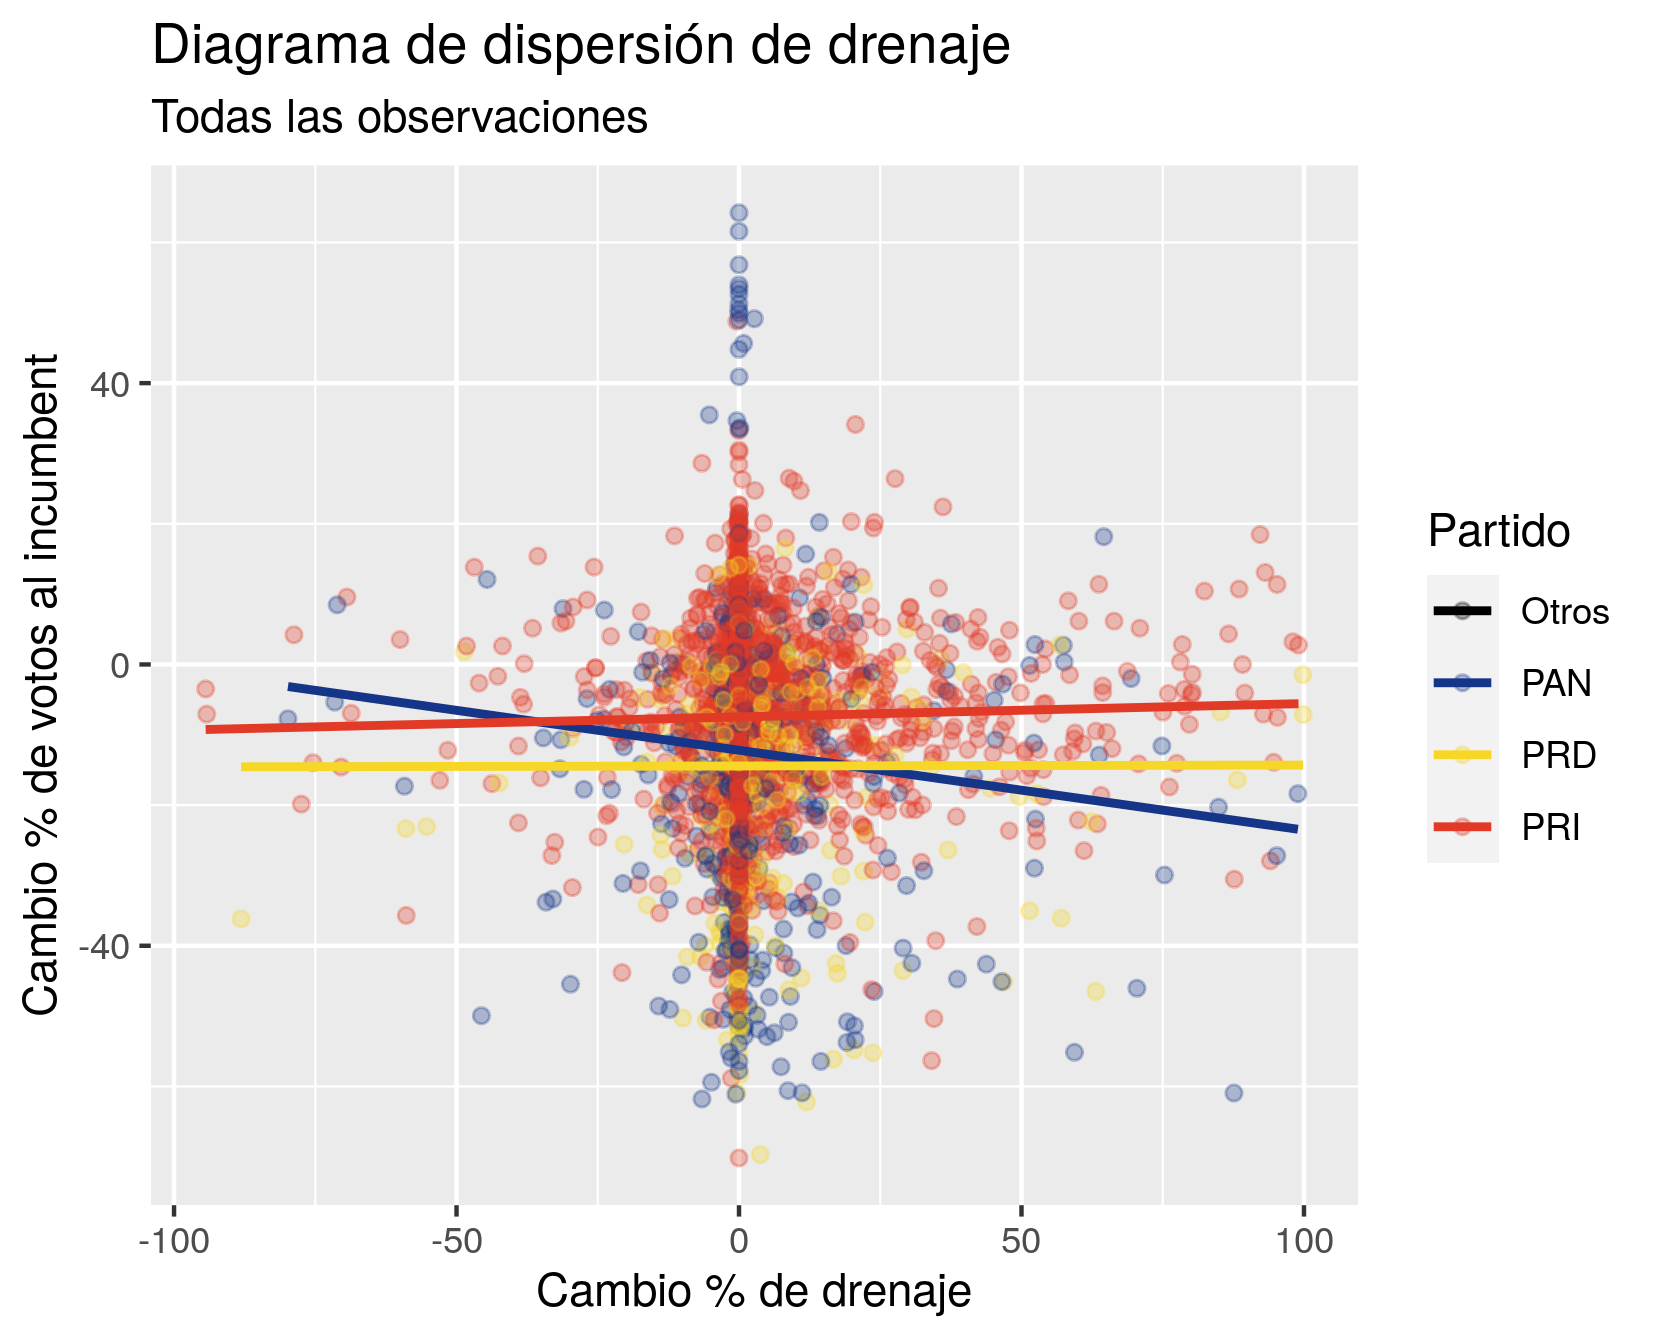 Diagrama de dispersión de drenaje
Todas las observaciones
Cambio % de votos al incumbent
40
0
-40
-100
-50
0
50
100
Cambio % de drenaje
Partido
Otros
PAN
PRD
PRI